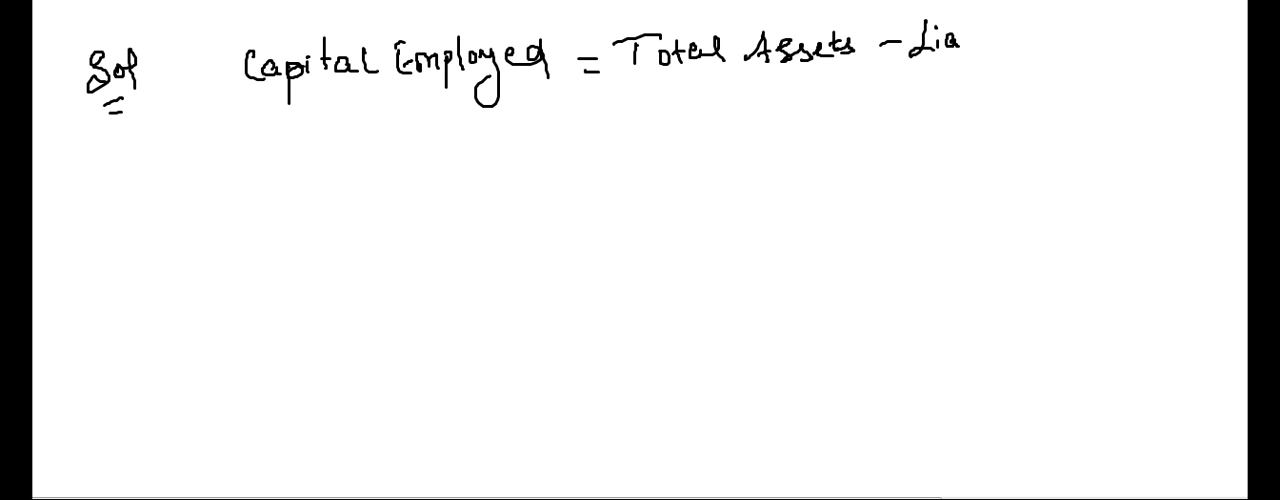 Sol Capital Employed = Total Assets - Lia